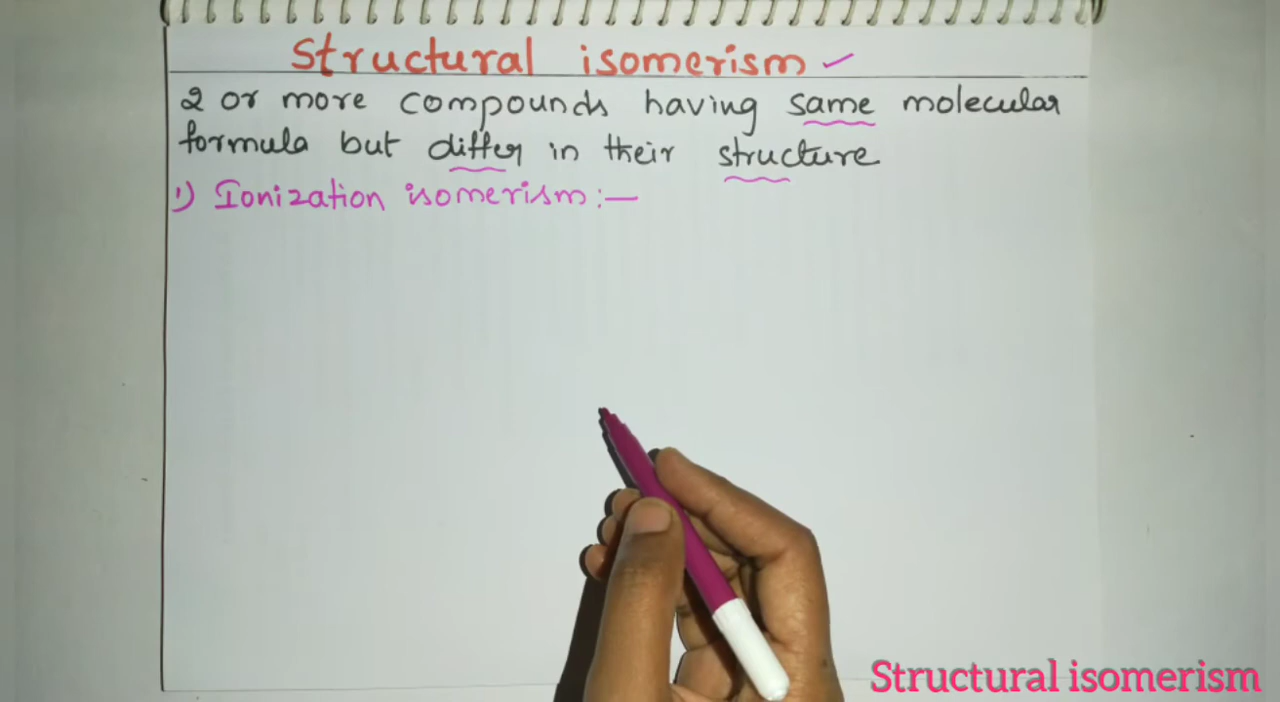 Structural isomerism
2 or more compounds having same molecular
formula but differ in their structure
1) Ionization isomerism:—
Structural isomerism